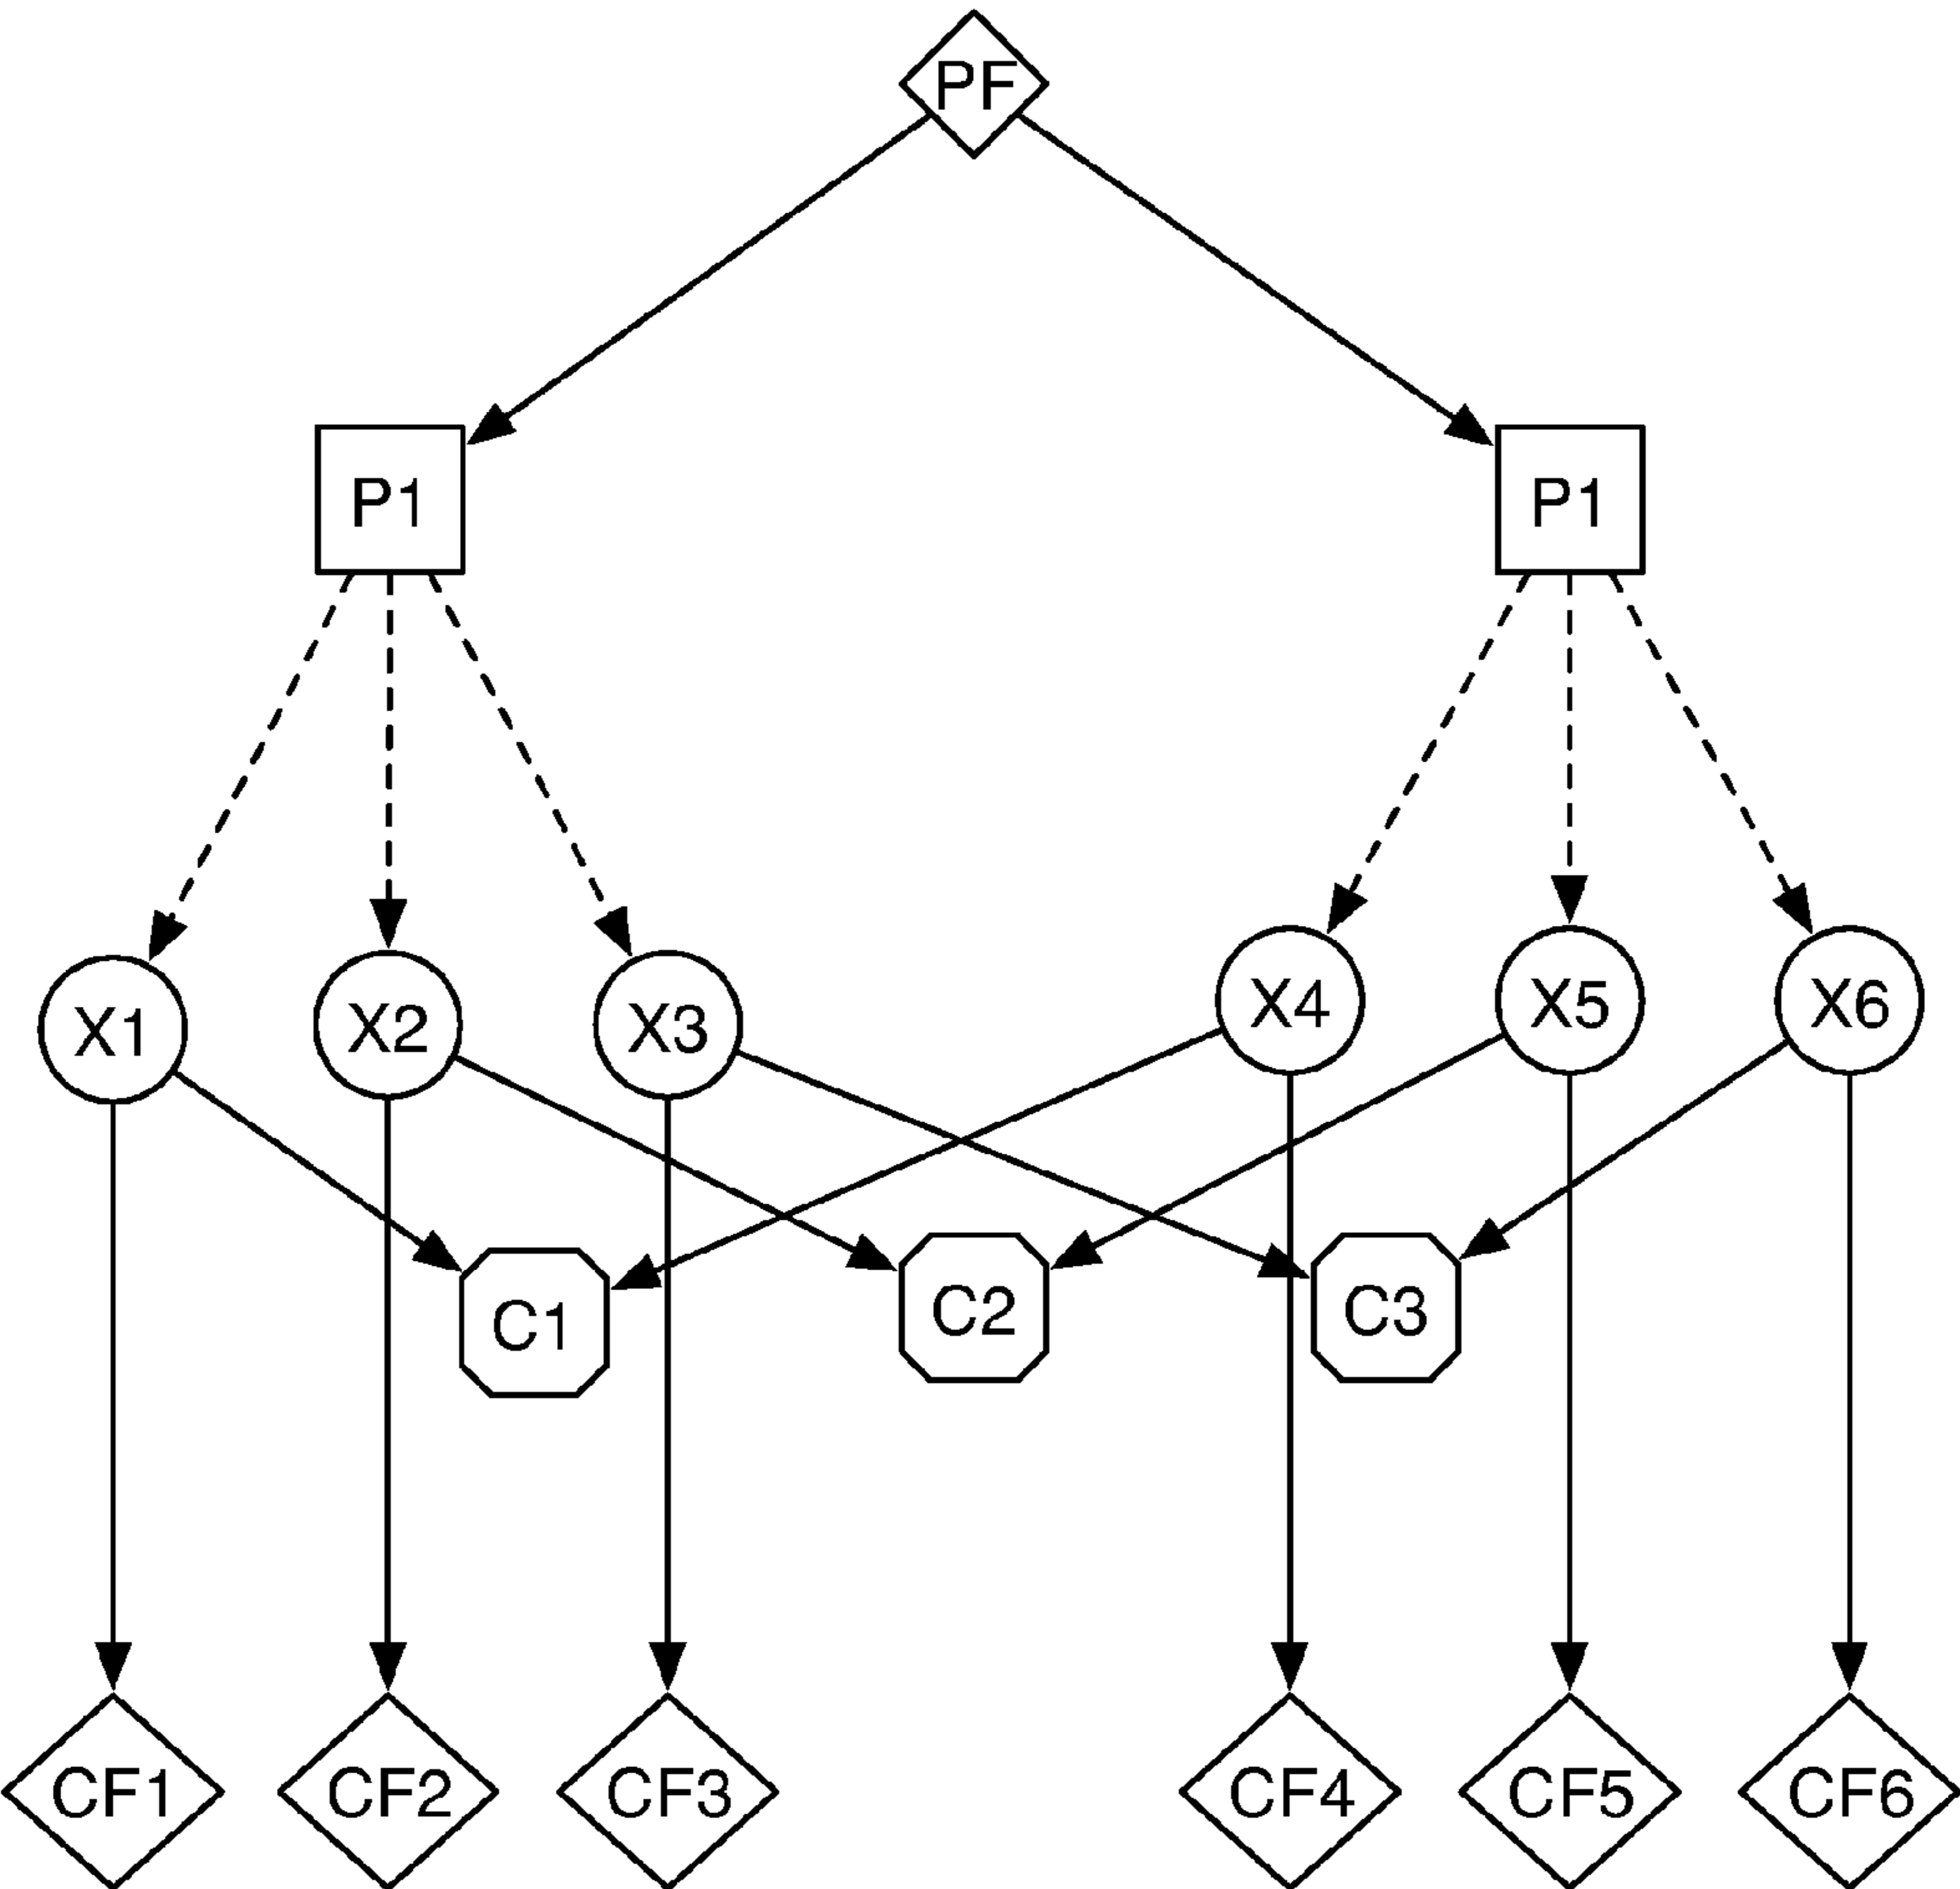 PF
P1 P1
X1 X2 X3 X4 X5 X6
C1 C2 C3
CF1 CF2 CF3 CF4 CF5 CF6